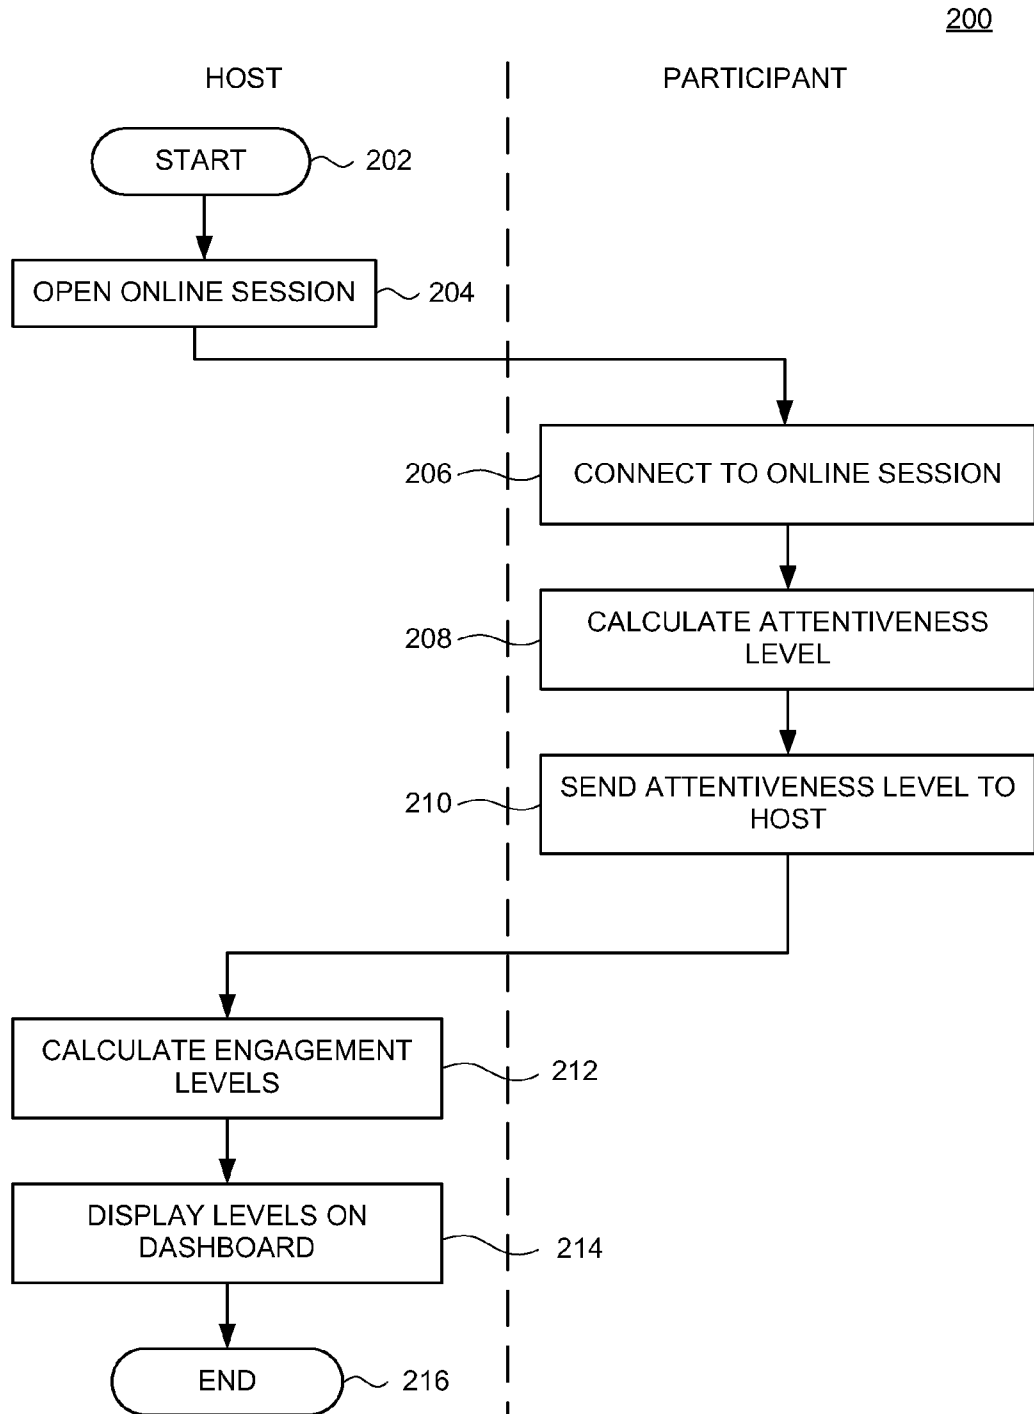 200
HOST
PARTICIPANT
START
202
OPEN ONLINE SESSION
204
206
CONNECT TO ONLINE SESSION
208
CALCULATE ATTENTIVENESS
LEVEL
210
SEND ATTENTIVENESS LEVEL TO
HOST
CALCULATE ENGAGEMENT
LEVELS
212
DISPLAY LEVELS ON
DASHBOARD
214
END
216